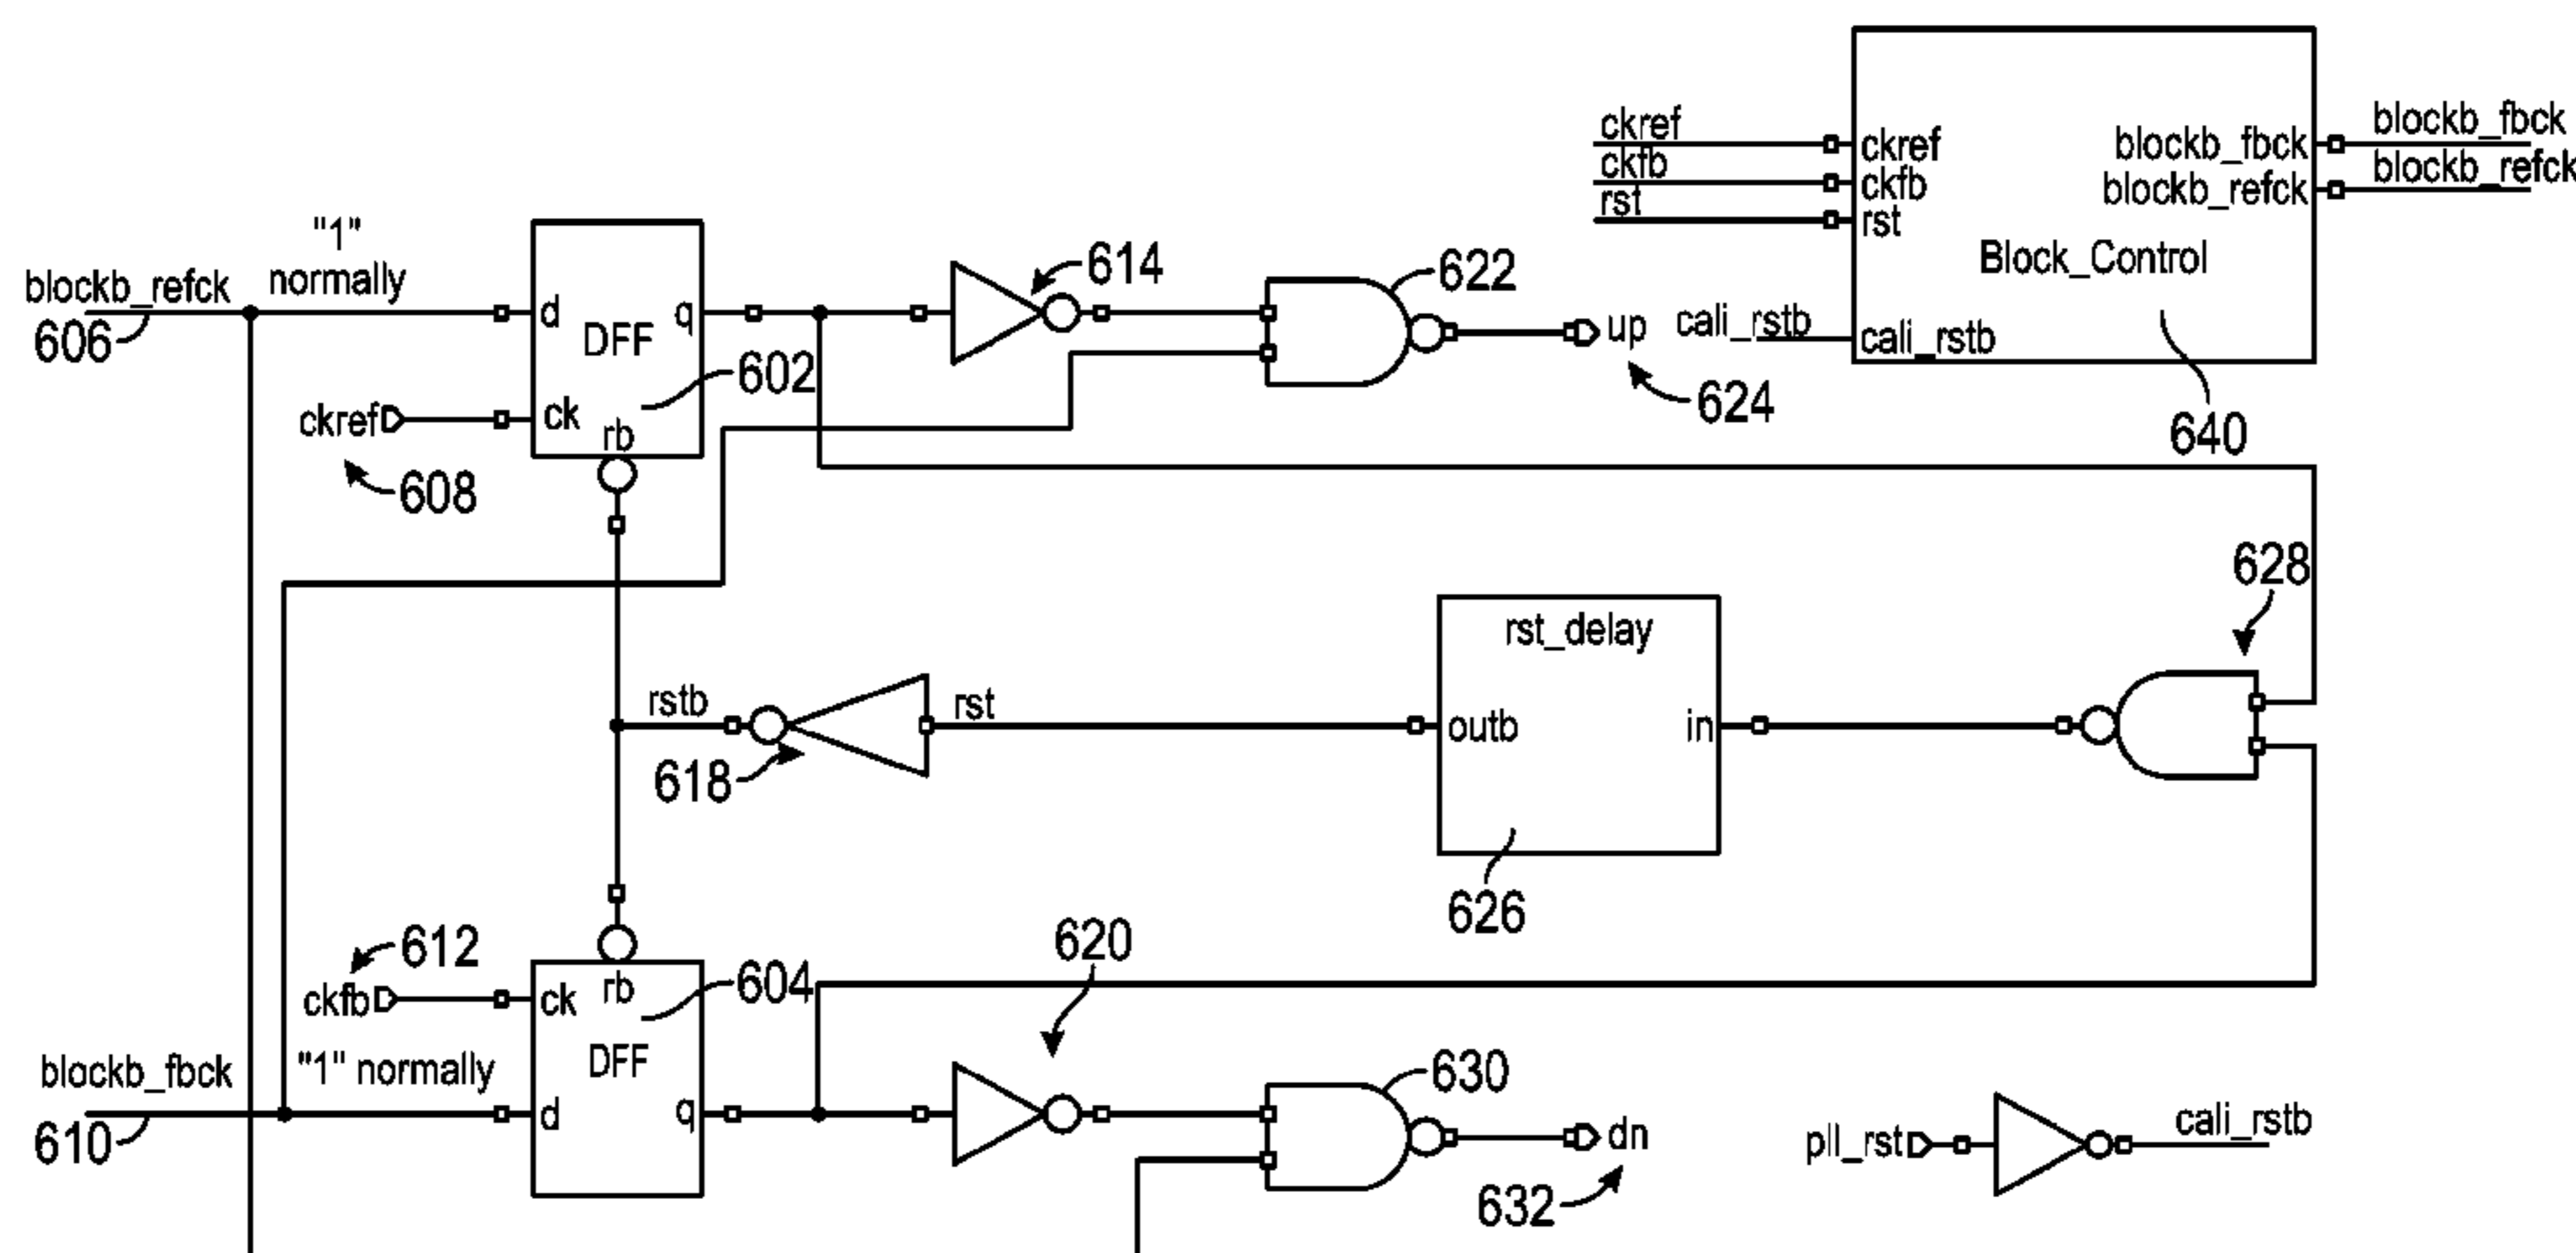 blockb_refck
606
"1"
normally
d
DFF
q
602
ck
rb
ckref
608
614
622
up
624
ckref
ckfb
rst
cali_rstb
ckref
ckfb
rst
cali_rstb
blockb_fbck
blockb_refck
Block_Control
blockb_fbck
blockb_refck
640
628
rst_delay
outb
in
626
rst
rstb
618
612
ckfb
ck
rb
604
DFF
d
q
blockb_fbck
"1" normally
610
620
630
dn
632
pll_rst
cali_rstb